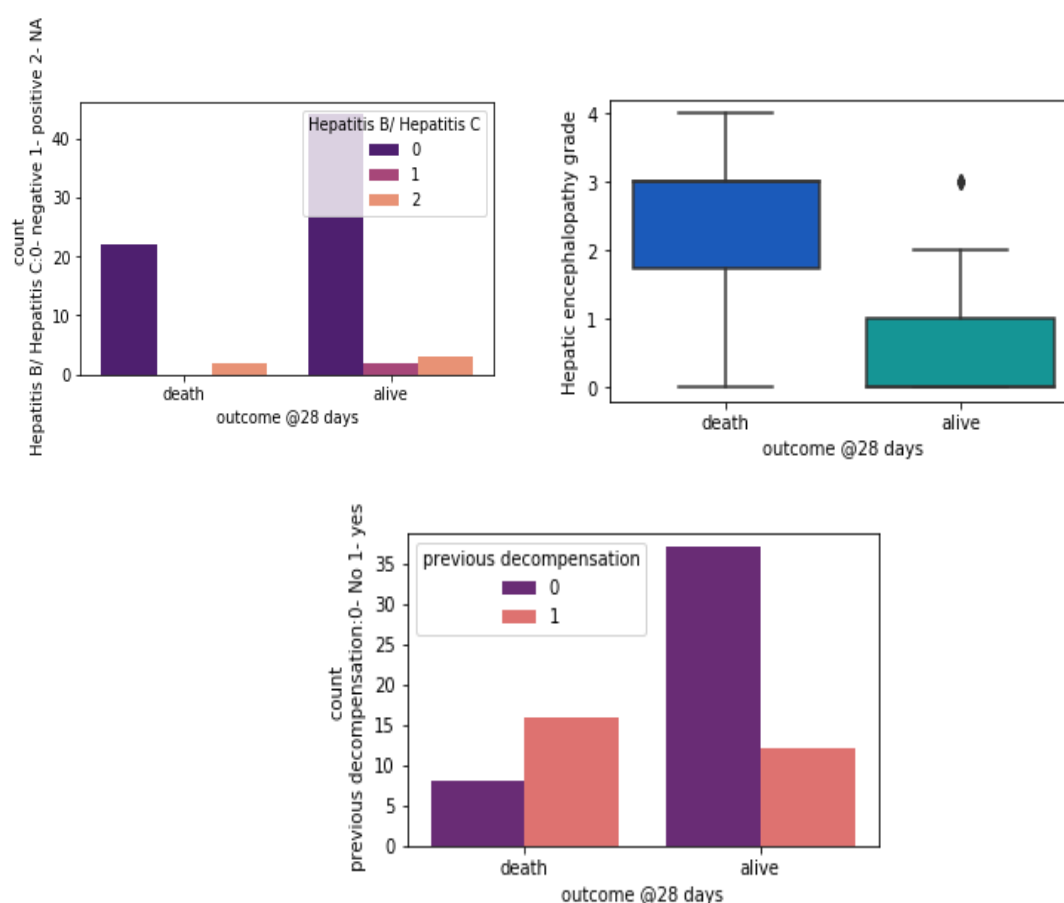 count
Hepatitis B/ Hepatitis C:0- negative 1- positive 2- NA
40
30
20
10
0
Hepatitis B/ Hepatitis C
0
1
2
death
alive
outcome @28 days
Hepatic encephalopathy grade
4
3
2
1
0
death
alive
outcome @28 days
count
previous decompensation:0- No 1- yes
35
30
25
20
15
10
5
0
previous decompensation
0
1
death
alive
outcome @28 days